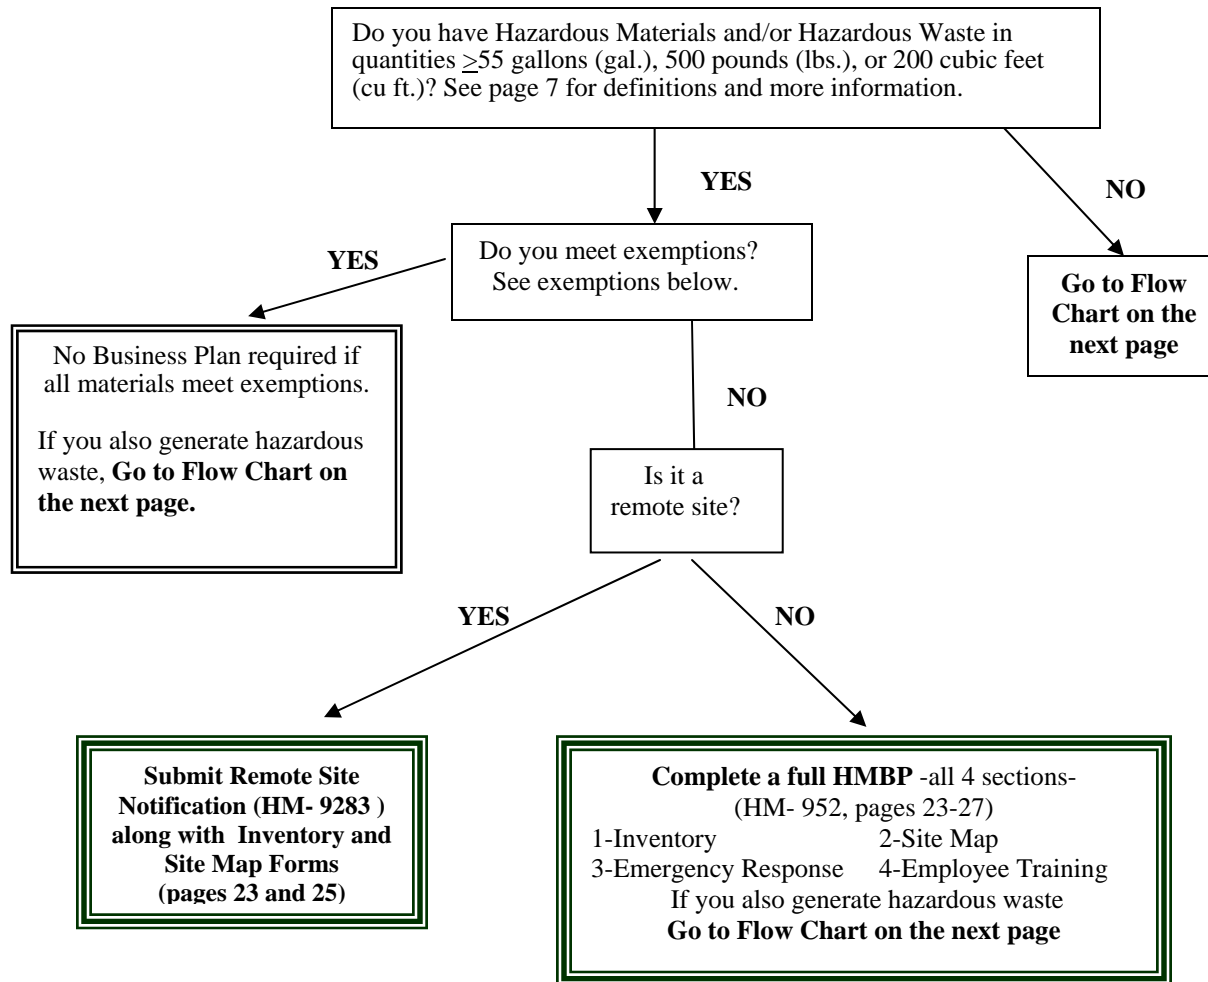 Do you have Hazardous Materials and/or Hazardous Waste in
quantities ≥55 gallons (gal.), 500 pounds (lbs.), or 200 cubic feet
(cu ft.)? See page 7 for definitions and more information.
YES
NO
Do you meet exemptions?
See exemptions below.
YES
Go to Flow
Chart on the
next page
No Business Plan required if
all materials meet exemptions.
If you also generate hazardous
waste, Go to Flow Chart on
the next page.
NO
Is it a
remote site?
YES
NO
Submit Remote Site
Notification (HM- 9283 )
along with Inventory and
Site Map Forms
(pages 23 and 25)
Complete a full HMBP -all 4 sections-
(HM- 952, pages 23-27)
1-Inventory 2-Site Map
3-Emergency Response 4-Employee Training
If you also generate hazardous waste
Go to Flow Chart on the next page